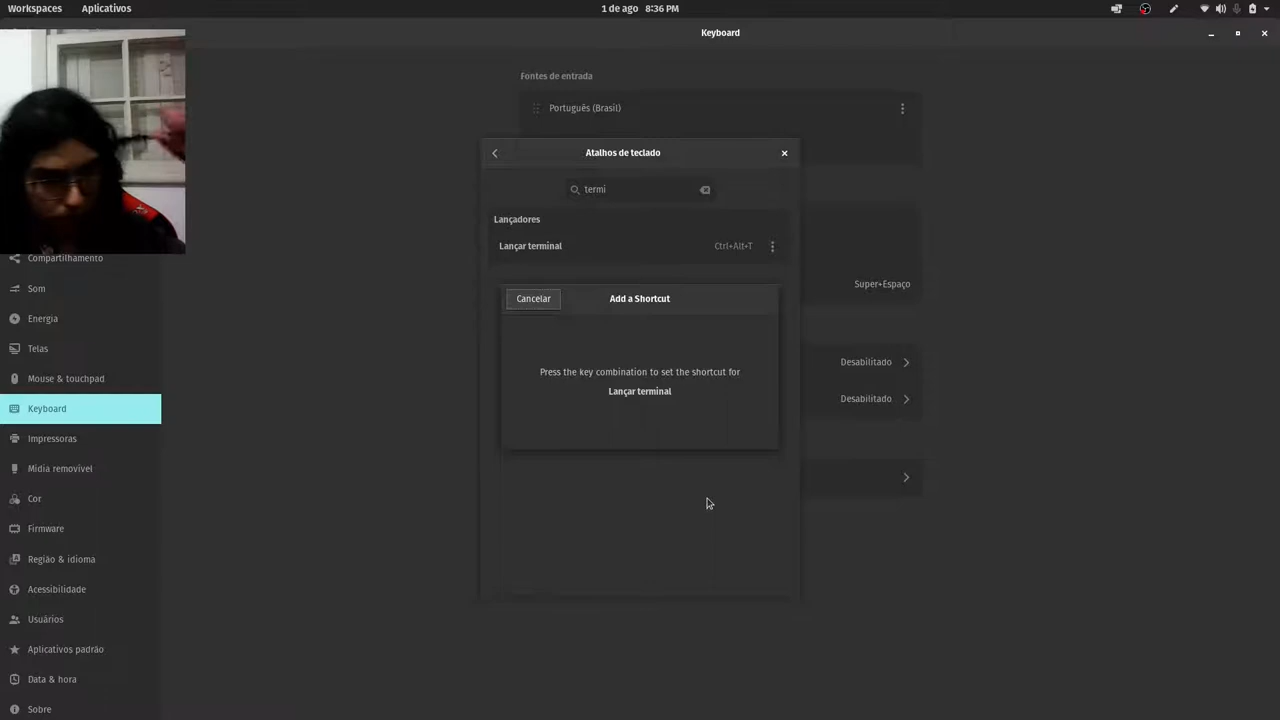 Workspaces Aplicativos 1 de ago 8:36 PM
Keyboard
Fontes de entrada
Português (Brasil)
Atalhos de teclado
termi
Lançadores
Lançar terminal Ctrl+Alt+T
Cancelar Add a Shortcut
Press the key combination to set the shortcut for
Lançar terminal
Super+Espaço
Desabilitado
Desabilitado
Compartilhamento
Som
Energia
Telas
Mouse & touchpad
Keyboard
Impressoras
Mídia removível
Cor
Firmware
Região & idioma
Acessibilidade
Usuários
Aplicativos padrão
Data & hora
Sobre